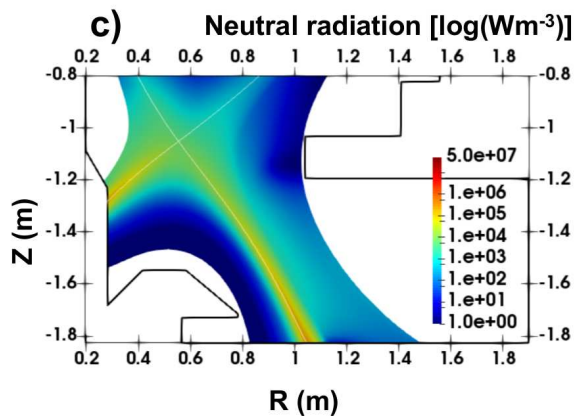 c) Neutral radiation [log(Wm⁻³)]
0.2 0.4 0.6 0.8 1 1.2 1.4 1.6 1.8
-0.8 -0.8
-1 -1
-1.2 -1.2
-1.4 -1.4
-1.6 -1.6
-1.8 -1.8
Z (m)
5.0e+07
1.e+06
1.e+05
1.e+04
1.e+03
1.e+02
1.e+01
1.0e+00
0.2 0.4 0.6 0.8 1 1.2 1.4 1.6 1.8
R (m)